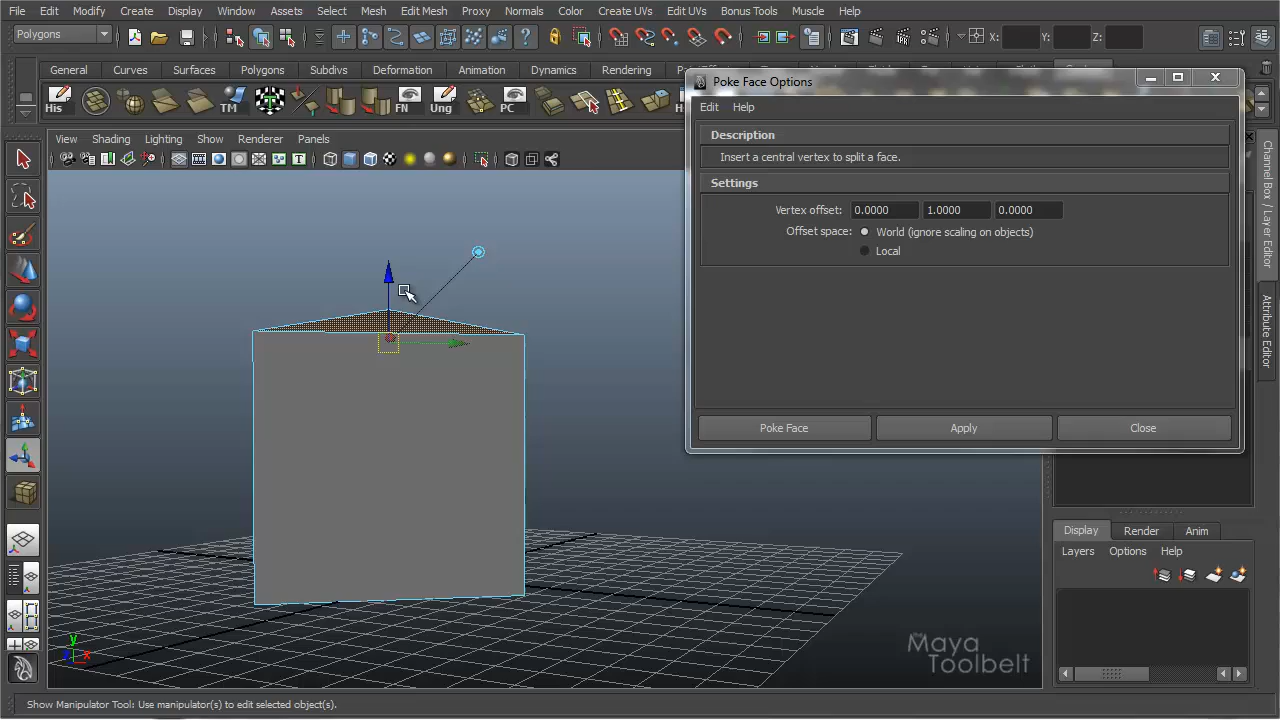 File Edit Modify Create Display Window Assets Select Mesh Edit Mesh Proxy Normals Color Create UVs Edit UVs Bonus Tools Muscle Help
Polygons X: Y: Z:
General Curves Surfaces Polygons Subdivs Deformation Animation Dynamics Rendering
Poke Face Options
His TM FN Ung PC His
Edit Help
Description
Insert a central vertex to split a face.
Settings
Vertex offset: 0.0000 1.0000 0.0000
Offset space: World (ignore scaling on objects)
Local
Poke Face Apply Close
View Shading Lighting Show Renderer Panels
Channel Box / Layer Editor
Attribute Editor
Display Render Anim
Layers Options Help
y
z x
the
Maya
Toolbelt
Show Manipulator Tool: Use manipulator(s) to edit selected object(s).